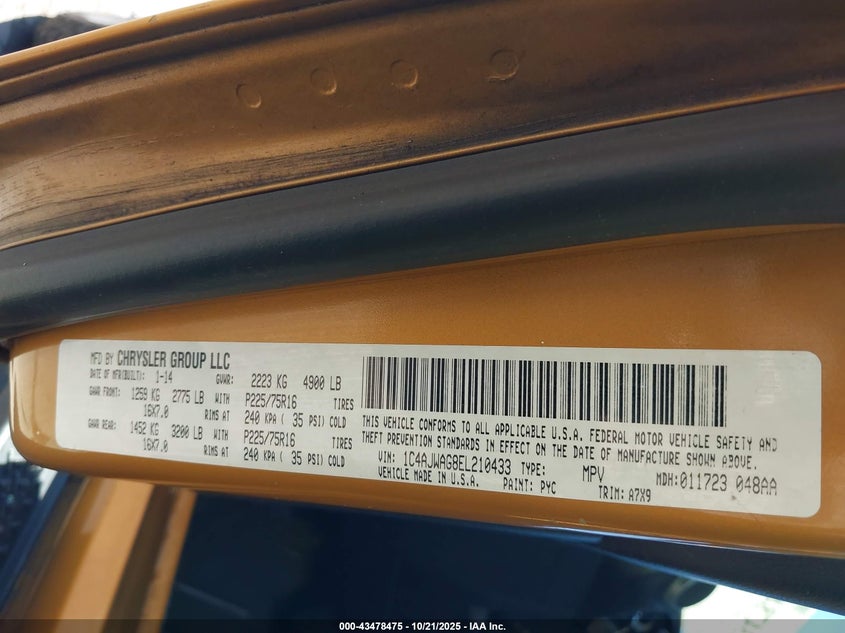 MFD BY CHRYSLER GROUP LLC
DATE OF MFR(BUILT): 1-14 GVWR: 2223 KG 4900 LB
GAWR FRONT: 1259 KG 2775 LB WITH P225/75R16 TIRES
16X7.0 RIMS AT 240 KPA ( 35 PSI) COLD
GAWR REAR: 1452 KG 3200 LB WITH P225/75R16 TIRES
16X7.0 RIMS AT 240 KPA ( 35 PSI) COLD
THIS VEHICLE CONFORMS TO ALL APPLICABLE U.S.A. FEDERAL MOTOR VEHICLE SAFETY AND
THEFT PREVENTION STANDARDS IN EFFECT ON THE DATE OF MANUFACTURE SHOWN ABOVE.
VIN: 1C4AJWAG8EL210433 TYPE: MPV MDH:011723 048AA
VEHICLE MADE IN U.S.A. PAINT: PYC TRIM: A7X9
000-43478475 - 10/21/2025 - IAA Inc.